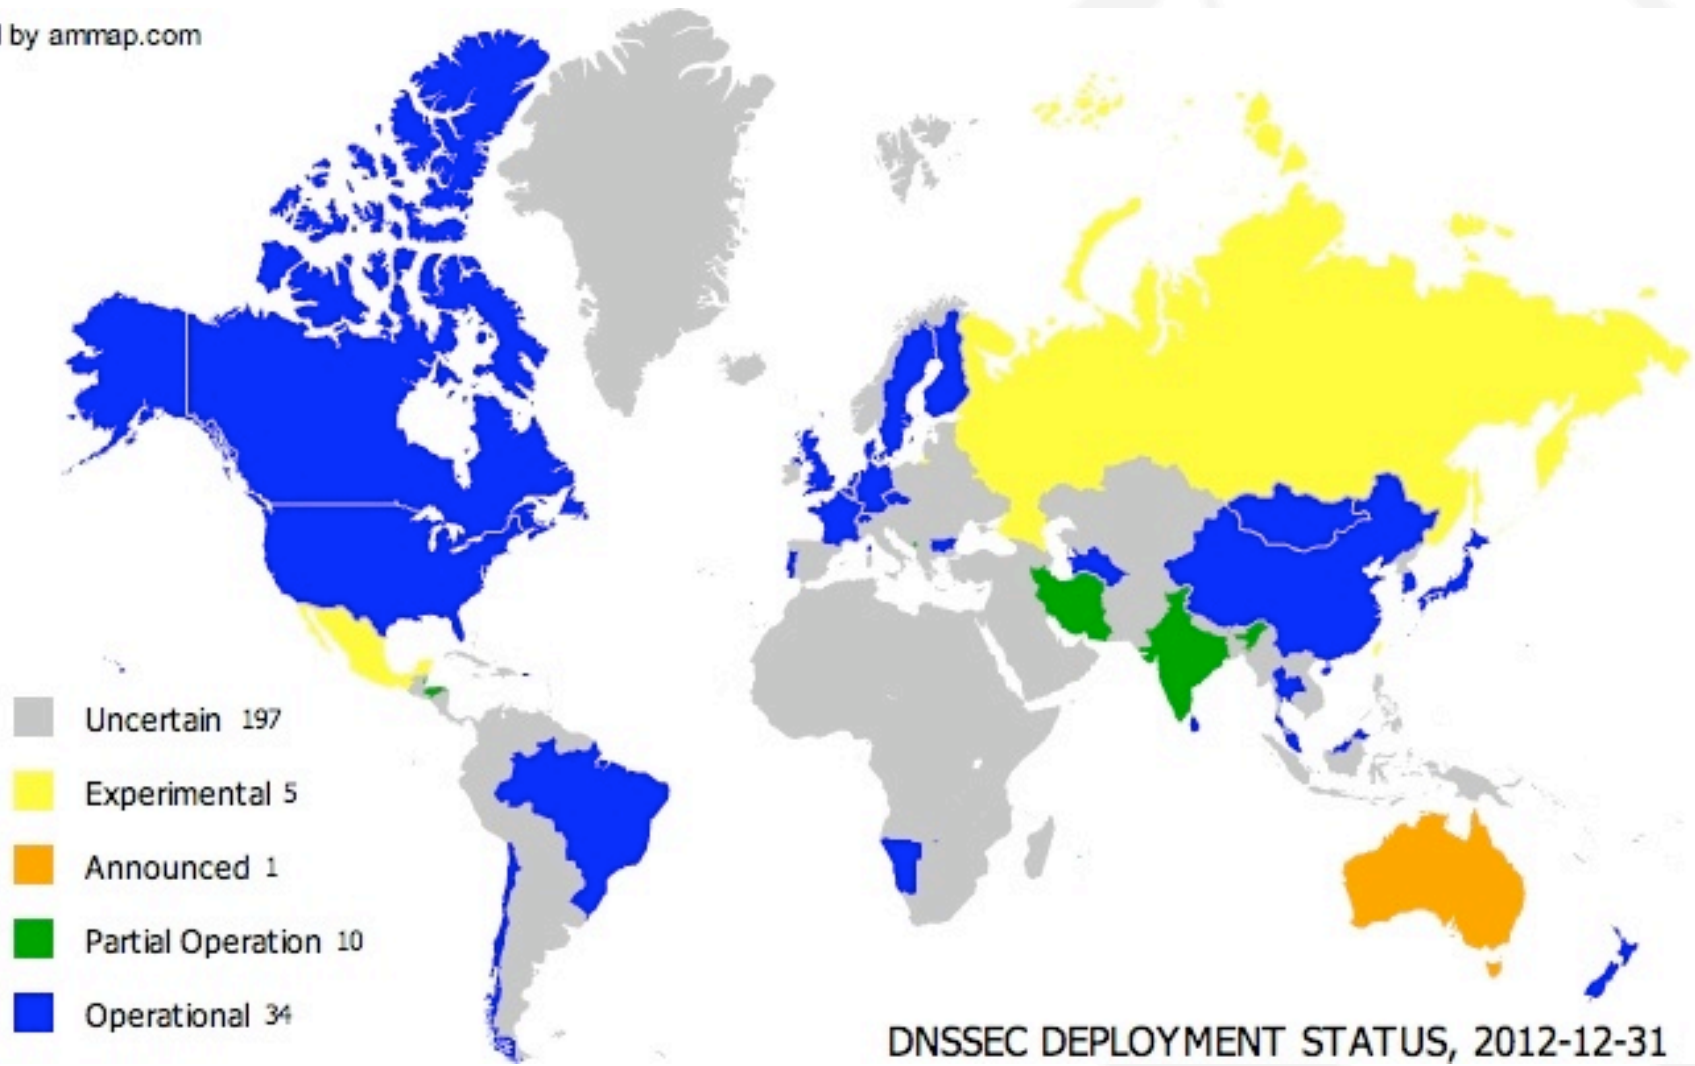 by ammap.com
Uncertain 197
Experimental 5
Announced 1
Partial Operation 10
Operational 34
DNSSEC DEPLOYMENT STATUS, 2012-12-31